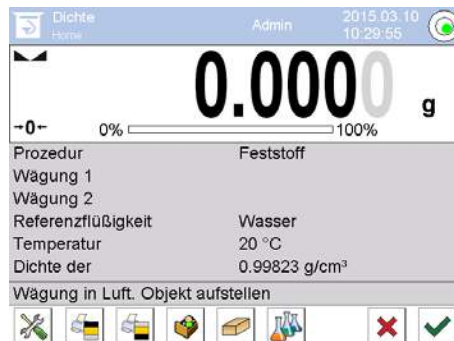 Dichte Admin 2015.03.10
Home 10:29:55
0.0000 g
→0← 0% 100%
Prozedur Feststoff
Wägung 1
Wägung 2
Referenzflüßigkeit Wasser
Temperatur 20 °C
Dichte der 0.99823 g/cm³
Wägung in Luft. Objekt aufstellen